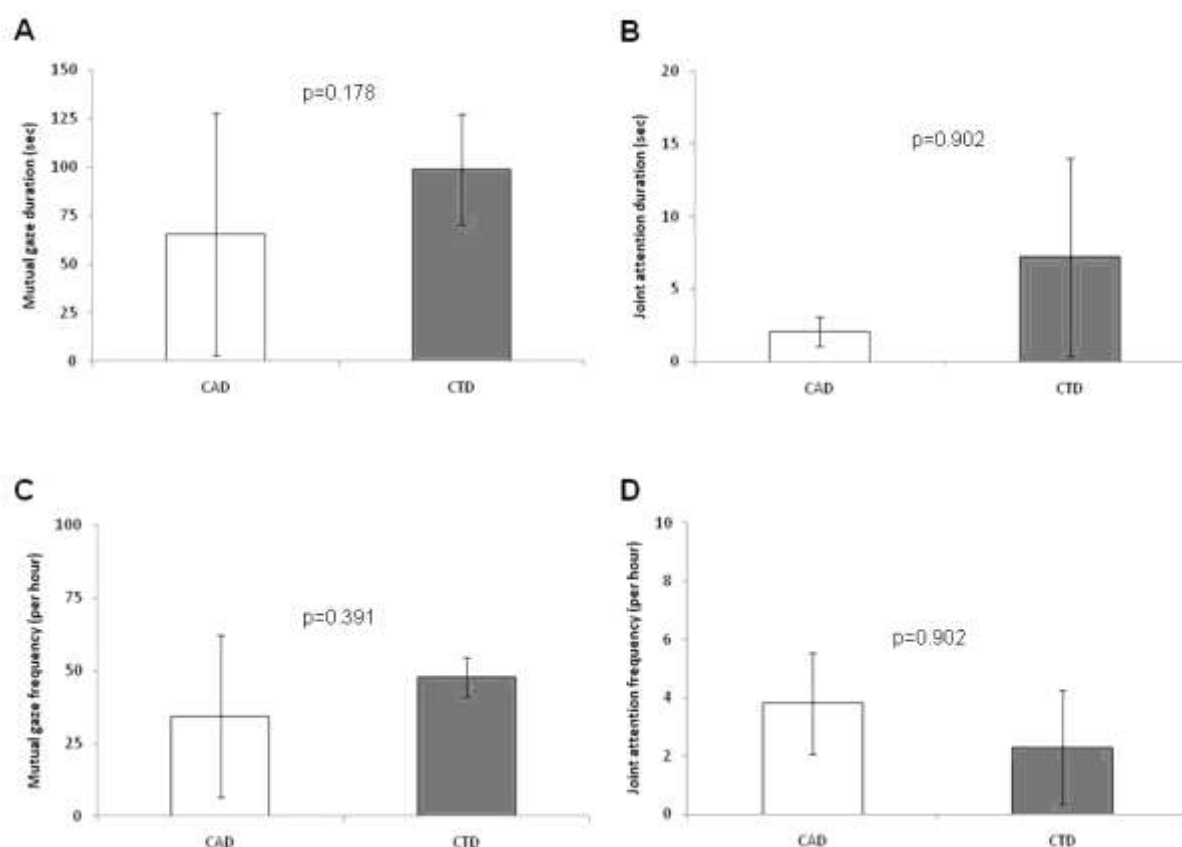 A
Mutual gaze duration (sec)
150
125
100
75
50
25
0
p=0.178
CAD
CTD
B
Joint attention duration (sec)
20
15
10
5
0
p=0.902
CAD
CTD
C
Mutual gaze frequency (per hour)
100
75
50
25
0
p=0.391
CAD
CTD
D
Joint attention frequency (per hour)
10
8
6
4
2
0
p=0.902
CAD
CTD